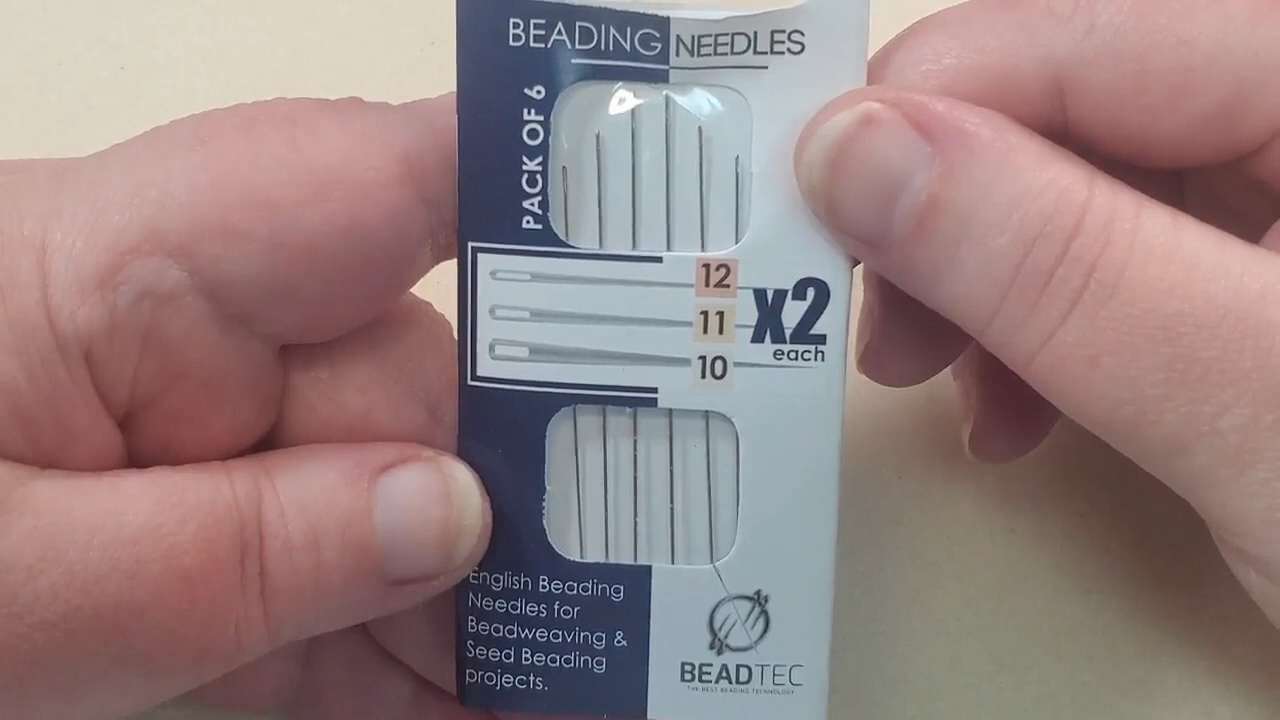 BEADING NEEDLES
PACK OF 6
12
11
10
x2
each
English Beading
Needles for
Beadweaving &
Seed Beading
projects.
BEADTEC
THE BEST BEADING TECHNOLOGY